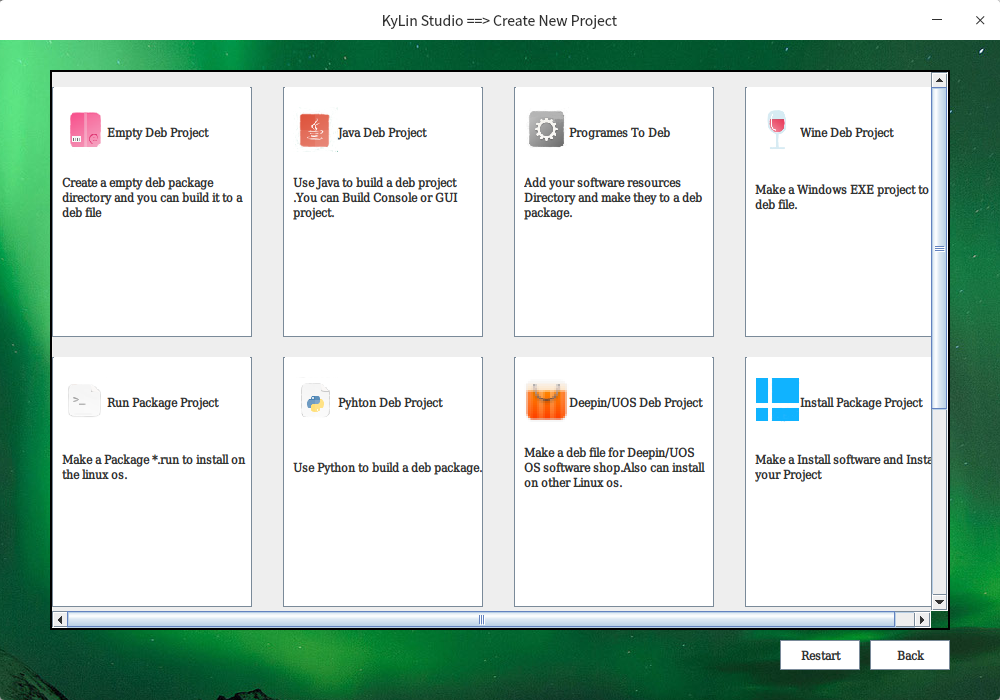 KyLin Studio ==> Create New Project
Empty Deb Project
Create a empty deb package
directory and you can build it to a
deb file
Java Deb Project
Use Java to build a deb project
.You can Build Console or GUI
project.
Programes To Deb
Add your software resources
Directory and make they to a deb
package.
Wine Deb Project
Make a Windows EXE project to
deb file.
Run Package Project
Make a Package *.run to install on
the linux os.
Pyhton Deb Project
Use Python to build a deb package.
Deepin/UOS Deb Project
Make a deb file for Deepin/UOS
OS software shop.Also can install
on other Linux os.
Install Package Project
Make a Install software and Insta
your Project
Restart
Back